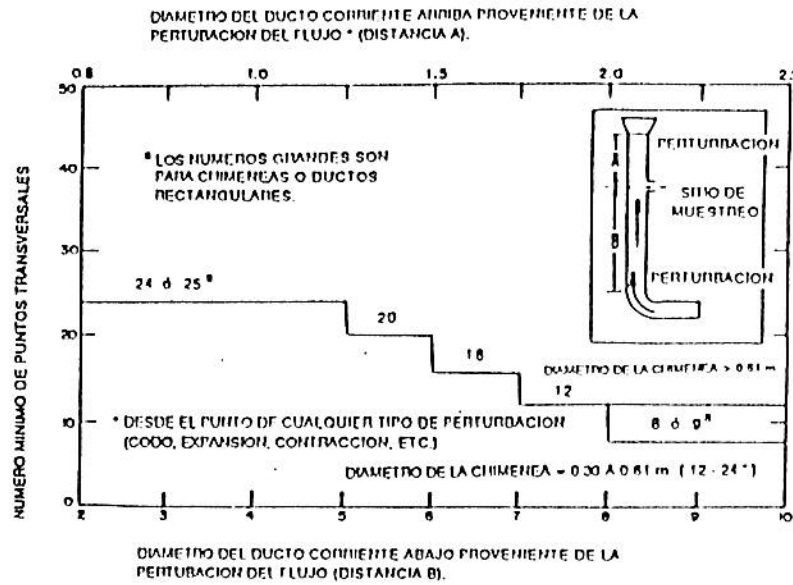 DIAMETRO DEL DUCTO CORRIENTE ARRIBA PROVENIENTE DE LA
PERTURBACION DEL FLUJO * (DISTANCIA A).
0.5 1.0 1.5 2.0 2.5
50
40
30
20
10
0
NUMERO MINIMO DE PUNTOS TRANSVERSALES
ª LOS NUMEROS GRANDES SON
PARA CHIMENEAS O DUCTOS
RECTANGULARES.
A
B
PERTURBACION
SITIO DE
MUESTREO
PERTURBACION
24 ó 25 ª
20
16
12
DIAMETRO DE LA CHIMENEA > 0.61 m
8 ó 9 ª
* DESDE EL PUNTO DE CUALQUIER TIPO DE PERTURBACION
(CODO, EXPANSION, CONTRACCION, ETC.)
DIAMETRO DE LA CHIMENEA = 0.30 A 0.61 m ( 12 - 24 " )
2 3 4 5 6 7 8 9 10
DIAMETRO DEL DUCTO CORRIENTE ABAJO PROVENIENTE DE LA
PERTURBACION DEL FLUJO (DISTANCIA B).